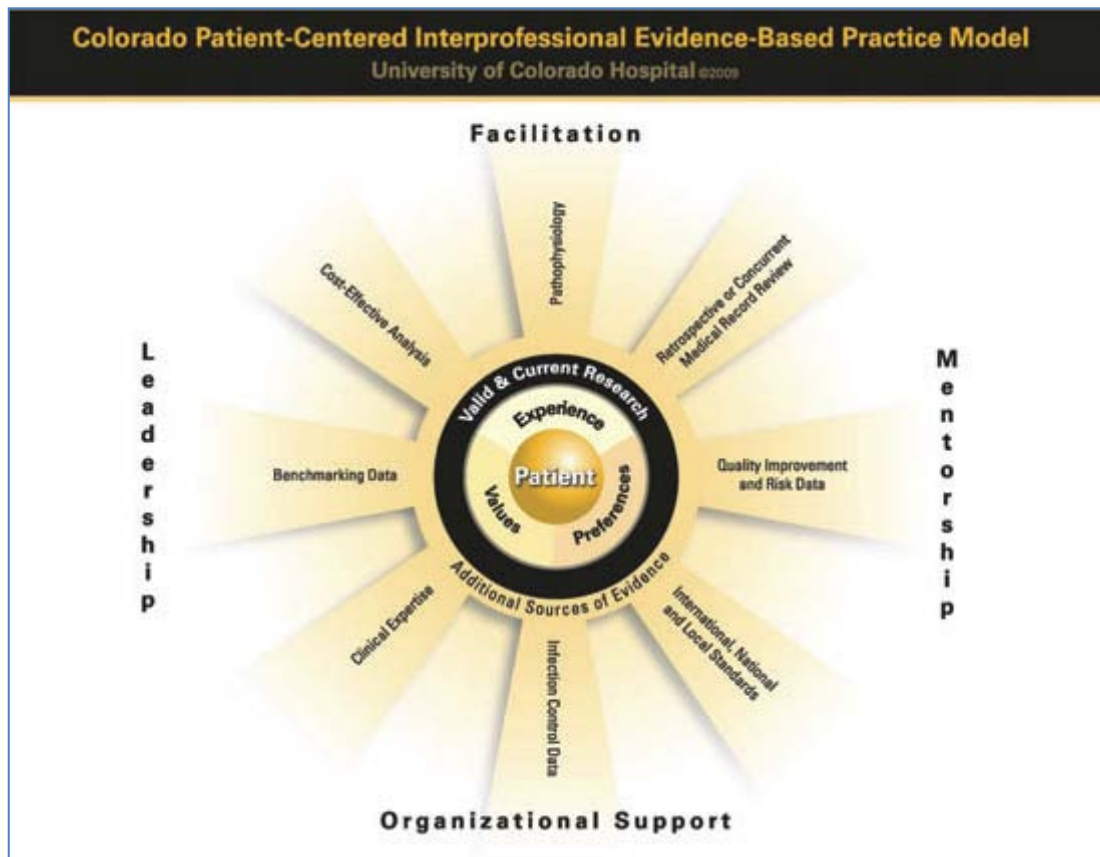 Colorado Patient-Centered Interprofessional Evidence-Based Practice Model
University of Colorado Hospital ©2009
Facilitation
Pathophysiology
Cost-Effective Analysis
Retrospective or Concurrent
Medical Record Review
Leadership
Mentorship
Valid & Current Research
Experience
Patient
Values
Preferences
Benchmarking Data
Quality Improvement
and Risk Data
Additional Sources of Evidence
Clinical Expertise
Infection Control Data
International, National
and Local Standards
Organizational Support